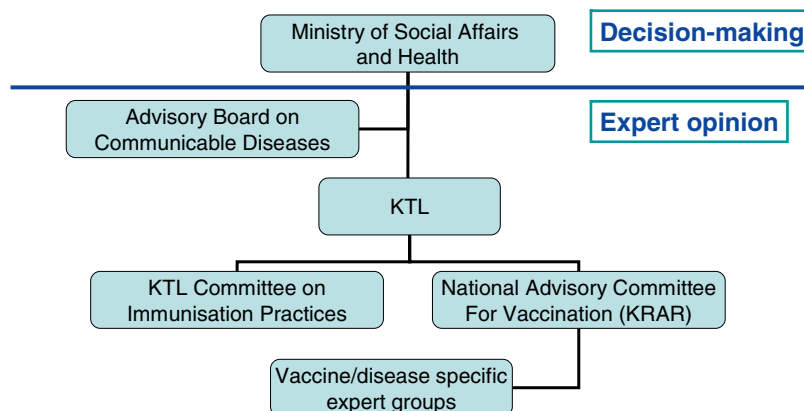 Ministry of Social Affairs
and Health
Decision-making
Advisory Board on
Communicable Diseases
Expert opinion
KTL
KTL Committee on
Immunisation Practices
National Advisory Committee
For Vaccination (KRAR)
Vaccine/disease specific
expert groups